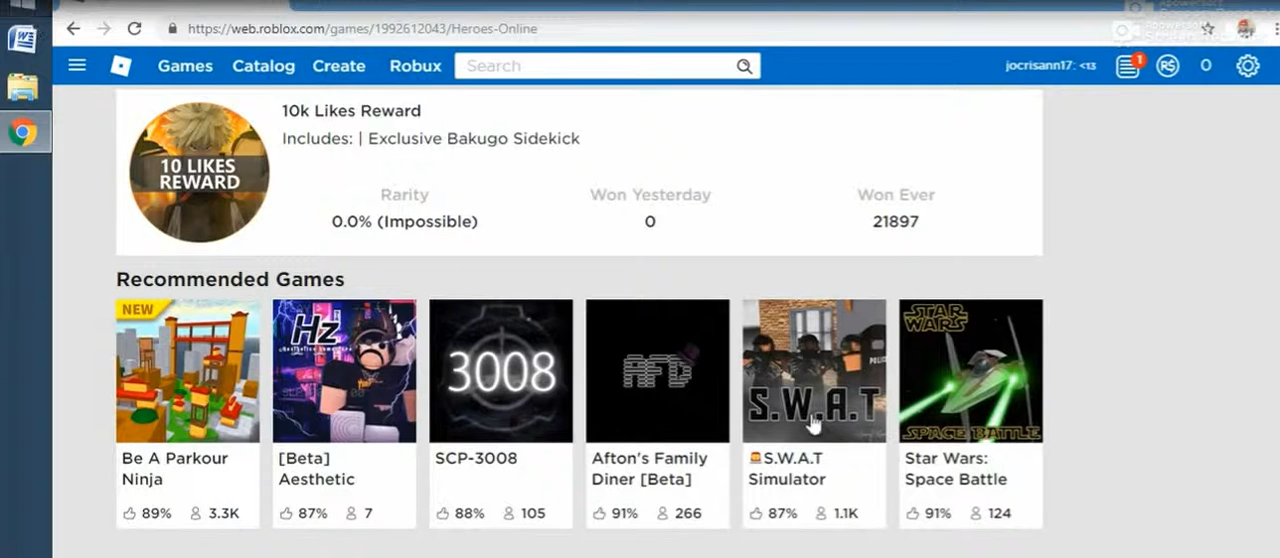 https://web.roblox.com/games/1992612043/Heroes-Online
Games Catalog Create Robux Search jocrisann17: <13 1 R$ 0
10k Likes Reward
Includes: | Exclusive Bakugo Sidekick
10 LIKES
REWARD
Rarity Won Yesterday Won Ever
0.0% (Impossible) 0 21897
Recommended Games
NEW
Hz
3008
AFD
POLICE
S.W.A.T
STAR
WARS
SPACE BATTLE
Be A Parkour
Ninja
89% 3.3K
[Beta]
Aesthetic
87% 7
SCP-3008
88% 105
Afton's Family
Diner [Beta]
91% 266
S.W.A.T
Simulator
87% 1.1K
Star Wars:
Space Battle
91% 124